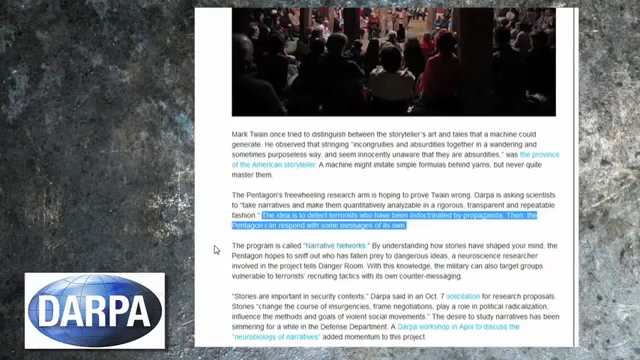 Mark Twain once tried to distinguish between the storyteller's art and tales that a machine could
generate. He observed that stringing "incongruities and absurdities together in a wandering and
sometimes purposeless way, and seem innocently unaware that they are absurdities," was the province
of the American storyteller. A machine might imitate simple formulas behind yarns, but never quite
master them.
The Pentagon's freewheeling research arm is hoping to prove Twain wrong. Darpa is asking scientists
to "take narratives and make them quantitatively analyzable in a rigorous, transparent and repeatable
fashion." The idea is to detect terrorists who have been indoctrinated by propaganda. Then, the
Pentagon can respond with some messages of its own.
The program is called "Narrative Networks." By understanding how stories have shaped your mind, the
Pentagon hopes to sniff out who has fallen prey to dangerous ideas, a neuroscience researcher
involved in the project tells Danger Room. With this knowledge, the military can also target groups
vulnerable to terrorists' recruiting tactics with its own counter-messaging.
"Stories are important in security contexts," Darpa said in an Oct. 7 solicitation for research proposals.
Stories "change the course of insurgencies, frame negotiations, play a role in political radicalization,
influence the methods and goals of violent social movements." The desire to study narratives has been
simmering for a while in the Defense Department. A Darpa workshop in April to discuss the
"neurobiology of narratives" added momentum to this project.
DARPA